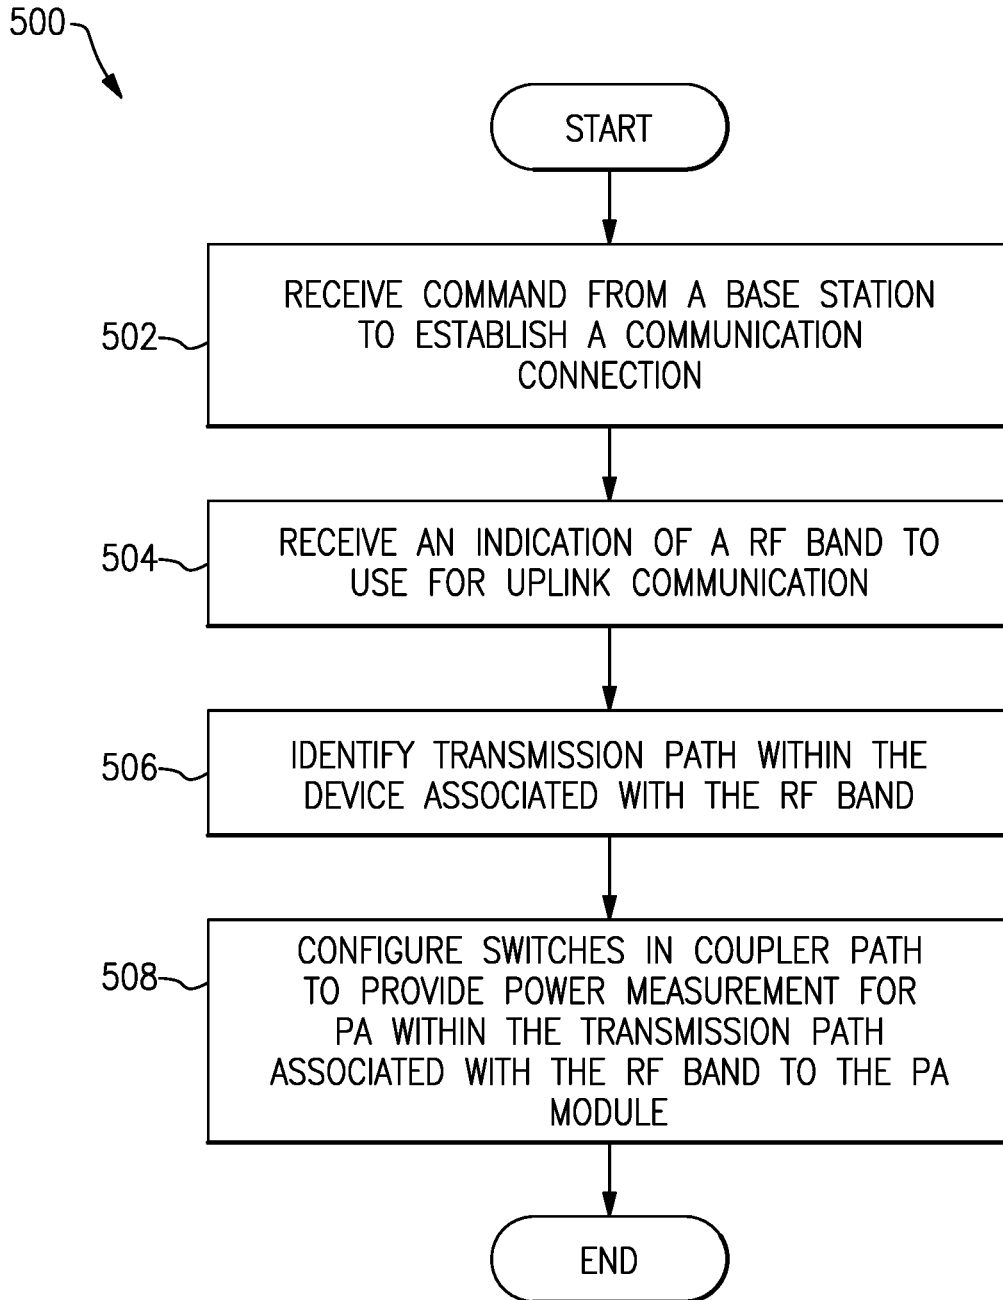 500
START
RECEIVE COMMAND FROM A BASE STATION
TO ESTABLISH A COMMUNICATION
CONNECTION
502
RECEIVE AN INDICATION OF A RF BAND TO
USE FOR UPLINK COMMUNICATION
504
IDENTIFY TRANSMISSION PATH WITHIN THE
DEVICE ASSOCIATED WITH THE RF BAND
506
CONFIGURE SWITCHES IN COUPLER PATH
TO PROVIDE POWER MEASUREMENT FOR
PA WITHIN THE TRANSMISSION PATH
ASSOCIATED WITH THE RF BAND TO THE PA
MODULE
508
END